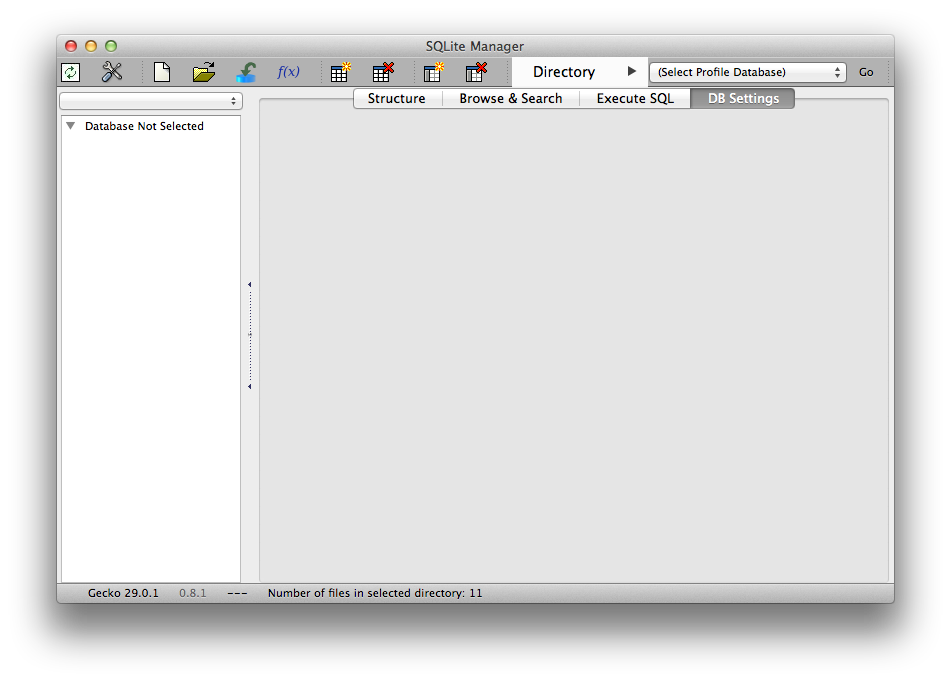 SQLite Manager
f(x)
Directory
(Select Profile Database)
Go
Structure
Browse & Search
Execute SQL
DB Settings
Database Not Selected
Gecko 29.0.1
0.8.1
---
Number of files in selected directory: 11